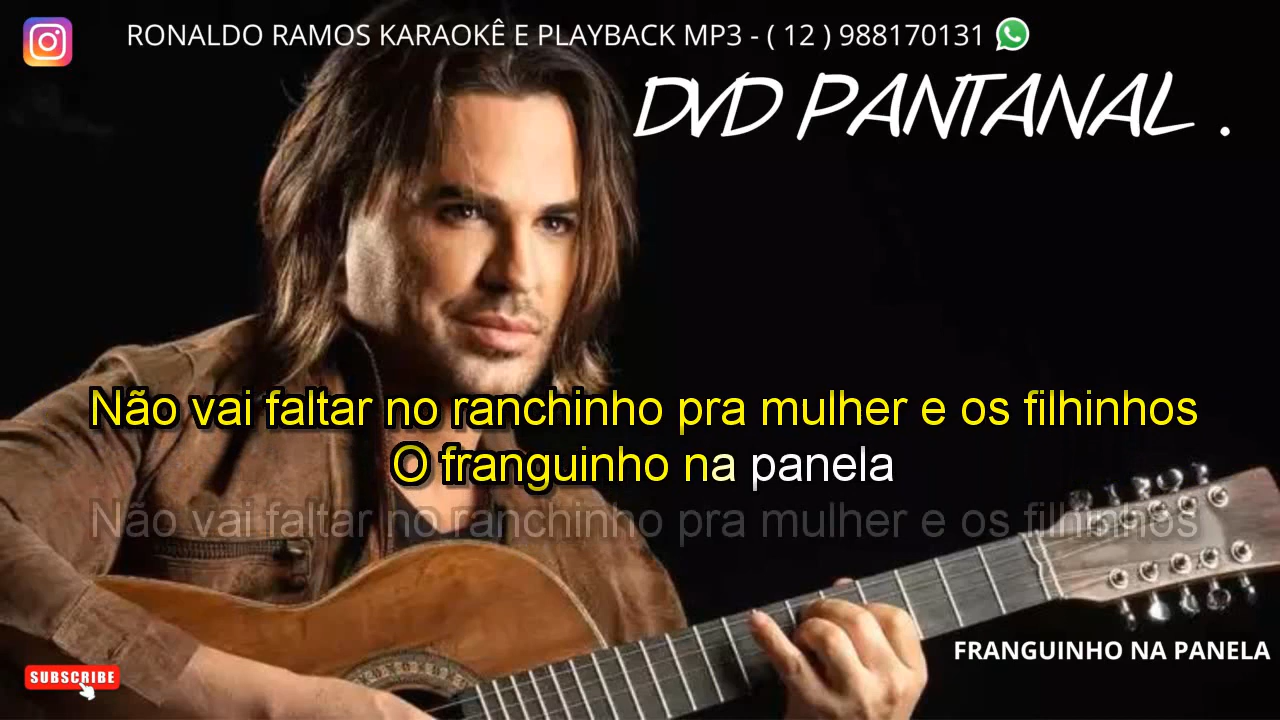 RONALDO RAMOS KARAOKÊ E PLAYBACK MP3 - ( 12 ) 988170131
DVD PANTANAL .
Não vai faltar no ranchinho pra mulher e os filhinhos
O franguinho na panela
Não vai faltar no ranchinho pra mulher e os filhinhos
FRANGUINHO NA PANELA
SUBSCRIBE